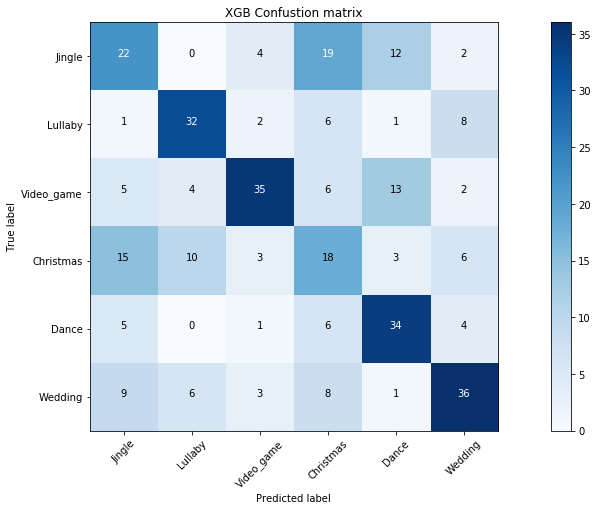 XGB Confustion matrix
True label
Jingle 22 0 4 19 12 2
Lullaby 1 32 2 6 1 8
Video_game 5 4 35 6 13 2
Christmas 15 10 3 18 3 6
Dance 5 0 1 6 34 4
Wedding 9 6 3 8 1 36
Jingle Lullaby Video_game Christmas Dance Wedding
Predicted label
35
30
25
20
15
10
5
0